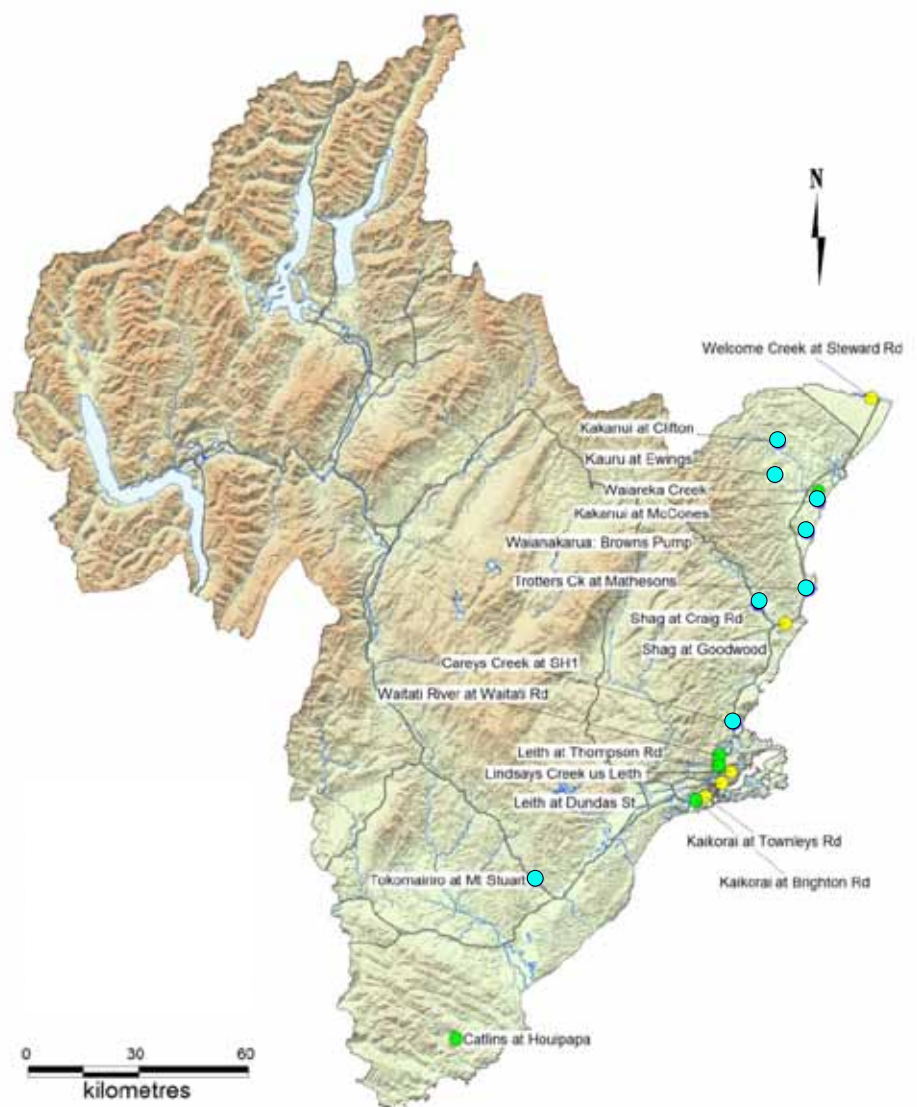 N
Welcome Creek at Steward Rd
Kakanui at Clifton
Kauru at Ewings
Waiareka Creek
Kakanui at McCones
Waianakarua: Browns Pump
Trotters Ck at Mathesons
Shag at Craig Rd
Shag at Goodwood
Careys Creek at SH1
Waitati River at Waitati Rd
Leith at Thompson Rd
Lindsays Creek us Leith
Leith at Dundas St
Kaikorai at Townleys Rd
Kaikorai at Brighton Rd
Tokomairiro at Mt Stuart
Catlins at Houipapa
0 30 60
kilometres